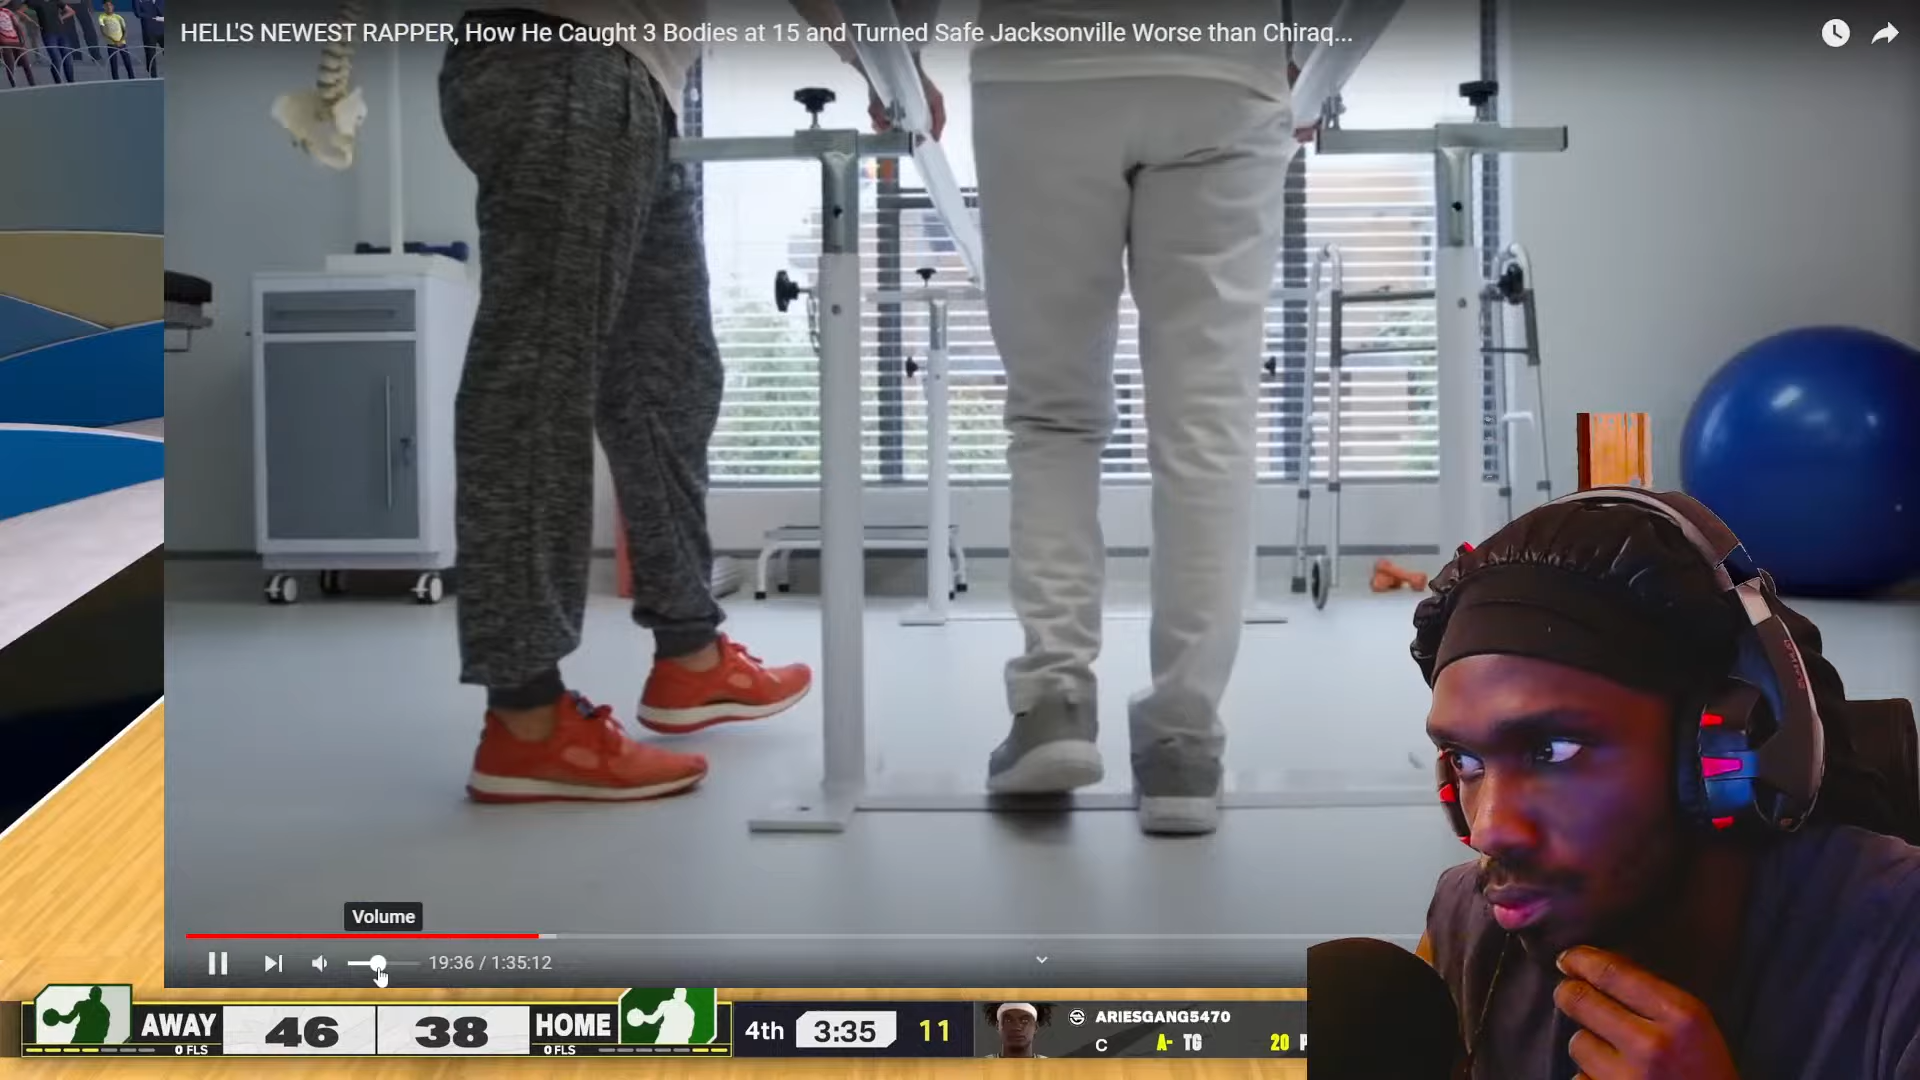 HELL'S NEWEST RAPPER, How He Caught 3 Bodies at 15 and Turned Safe Jacksonville Worse than Chiraq...
Volume
19:36 / 1:35:12
AWAY 46 38 HOME 4th 3:35 11
0 FLS 0 FLS
ARIESGANG5470
C A- TG 20 P